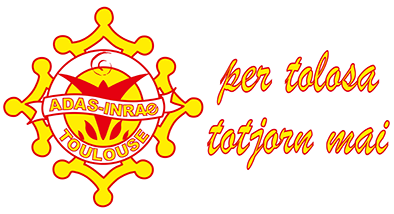 ADAS-INRAE
TOULOUSE
per tolosa
totjorn mai